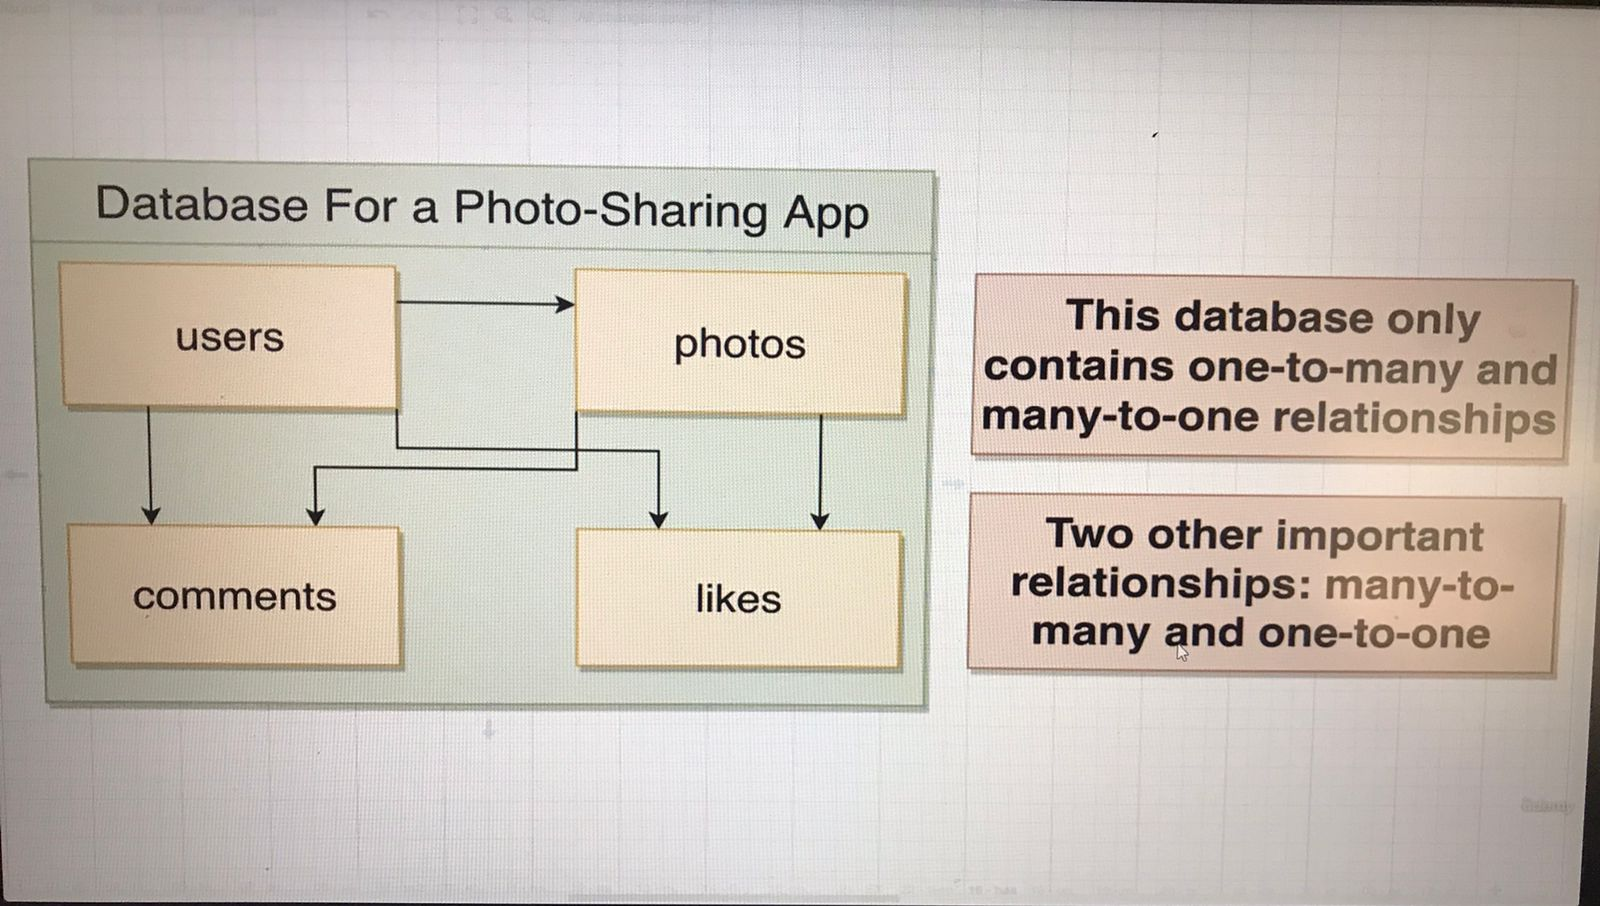 Database For a Photo-Sharing App
users
photos
comments
likes
This database only
contains one-to-many and
many-to-one relationships
Two other important
relationships: many-to-
many and one-to-one
Udemy